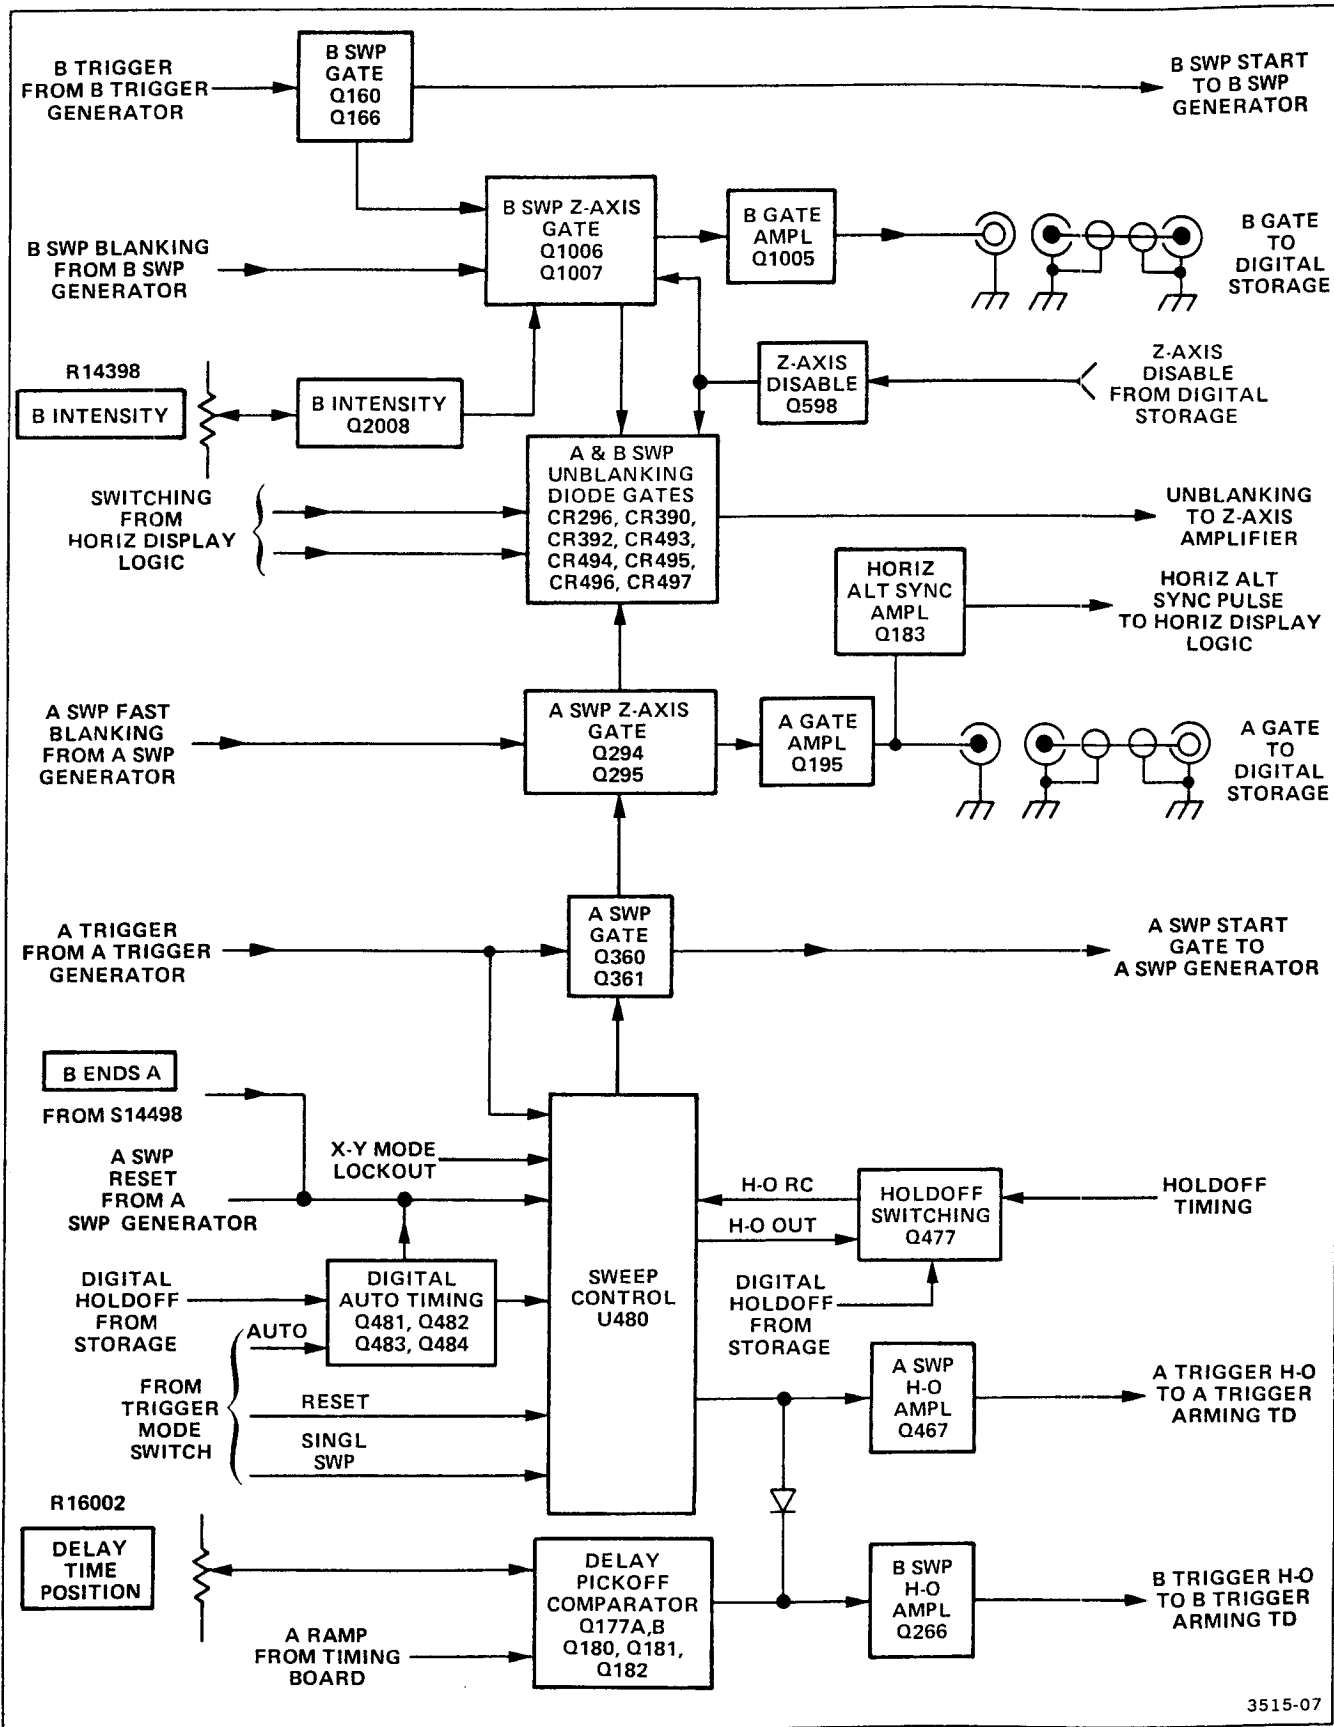 B TRIGGER
FROM B TRIGGER
GENERATOR
B SWP
GATE
Q160
Q166
B SWP START
TO B SWP
GENERATOR
B SWP BLANKING
FROM B SWP
GENERATOR
B SWP Z-AXIS
GATE
Q1006
Q1007
B GATE
AMPL
Q1005
B GATE
TO
DIGITAL
STORAGE
R14398
B INTENSITY
B INTENSITY
Q2008
Z-AXIS
DISABLE
Q598
Z-AXIS
DISABLE
FROM DIGITAL
STORAGE
SWITCHING
FROM
HORIZ DISPLAY
LOGIC
A & B SWP
UNBLANKING
DIODE GATES
CR296, CR390,
CR392, CR493,
CR494, CR495,
CR496, CR497
UNBLANKING
TO Z-AXIS
AMPLIFIER
HORIZ
ALT SYNC
AMPL
Q183
HORIZ ALT
SYNC PULSE
TO HORIZ DISPLAY
LOGIC
A SWP FAST
BLANKING
FROM A SWP
GENERATOR
A SWP Z-AXIS
GATE
Q294
Q295
A GATE
AMPL
Q195
A GATE
TO
DIGITAL
STORAGE
A TRIGGER
FROM A TRIGGER
GENERATOR
A SWP
GATE
Q360
Q361
A SWP START
GATE TO
A SWP GENERATOR
B ENDS A
FROM S14498
A SWP
RESET
FROM A
SWP GENERATOR
X-Y MODE
LOCKOUT
SWEEP
CONTROL
U480
H-O RC
H-O OUT
HOLDOFF
SWITCHING
Q477
HOLDOFF
TIMING
DIGITAL
HOLDOFF
FROM
STORAGE
DIGITAL
AUTO TIMING
Q481, Q482
Q483, Q484
DIGITAL
HOLDOFF
FROM
STORAGE
AUTO
FROM
TRIGGER
MODE
SWITCH
RESET
SINGL
SWP
A SWP
H-O
AMPL
Q467
A TRIGGER H-O
TO A TRIGGER
ARMING TD
R16002
DELAY
TIME
POSITION
DELAY
PICKOFF
COMPARATOR
Q177A,B
Q180, Q181,
Q182
A RAMP
FROM TIMING
BOARD
B SWP
H-O
AMPL
Q266
B TRIGGER H-O
TO B TRIGGER
ARMING TD
3515-07